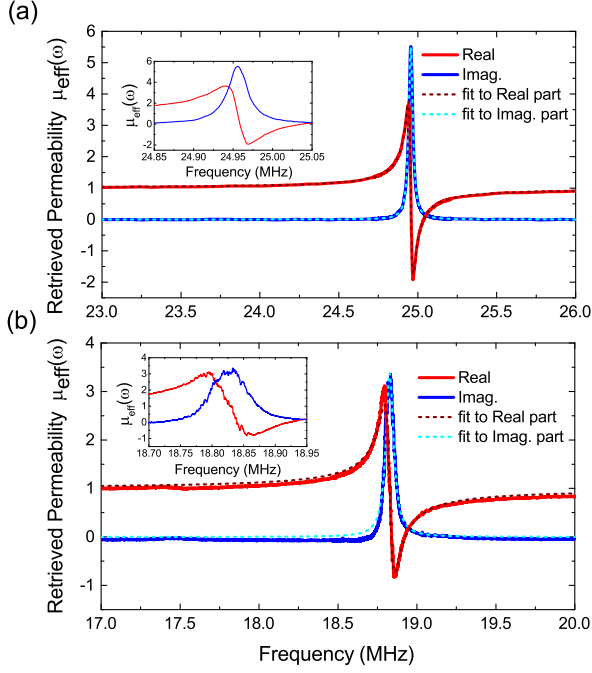 (a)
Retrieved Permeability μeff(ω)
6
5
4
3
2
1
0
-1
-2
23.0 23.5 24.0 24.5 25.0 25.5 26.0
Real
Imag.
fit to Real part
fit to Imag. part
μeff(ω)
6
4
2
0
-2
24.85 24.90 24.95 25.00 25.05
Frequency (MHz)
(b)
Retrieved Permeability μeff(ω)
4
3
2
1
0
-1
17.0 17.5 18.0 18.5 19.0 19.5 20.0
Frequency (MHz)
Real
Imag.
fit to Real part
fit to Imag. part
μeff(ω)
4
3
2
1
0
-1
-2
18.70 18.75 18.80 18.85 18.90 18.95
Frequency (MHz)